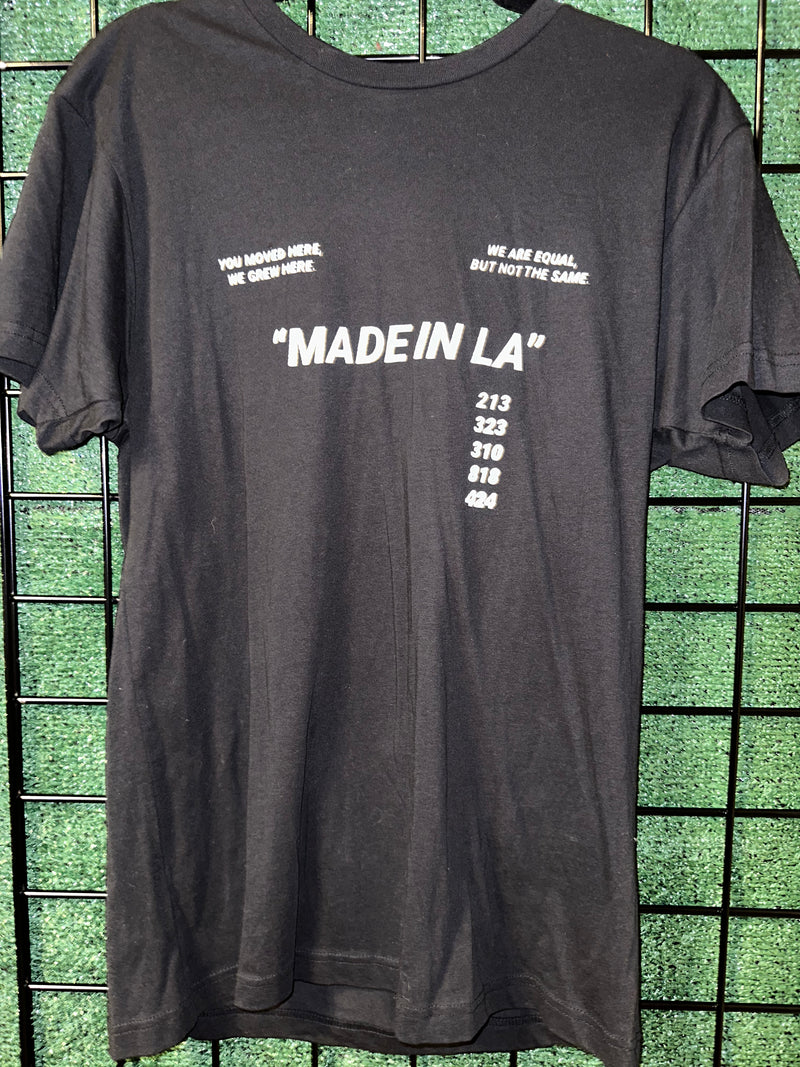 YOU MOVED HERE,
WE GREW HERE.
WE ARE EQUAL,
BUT NOT THE SAME.
"MADE IN LA"
213
323
310
818
424